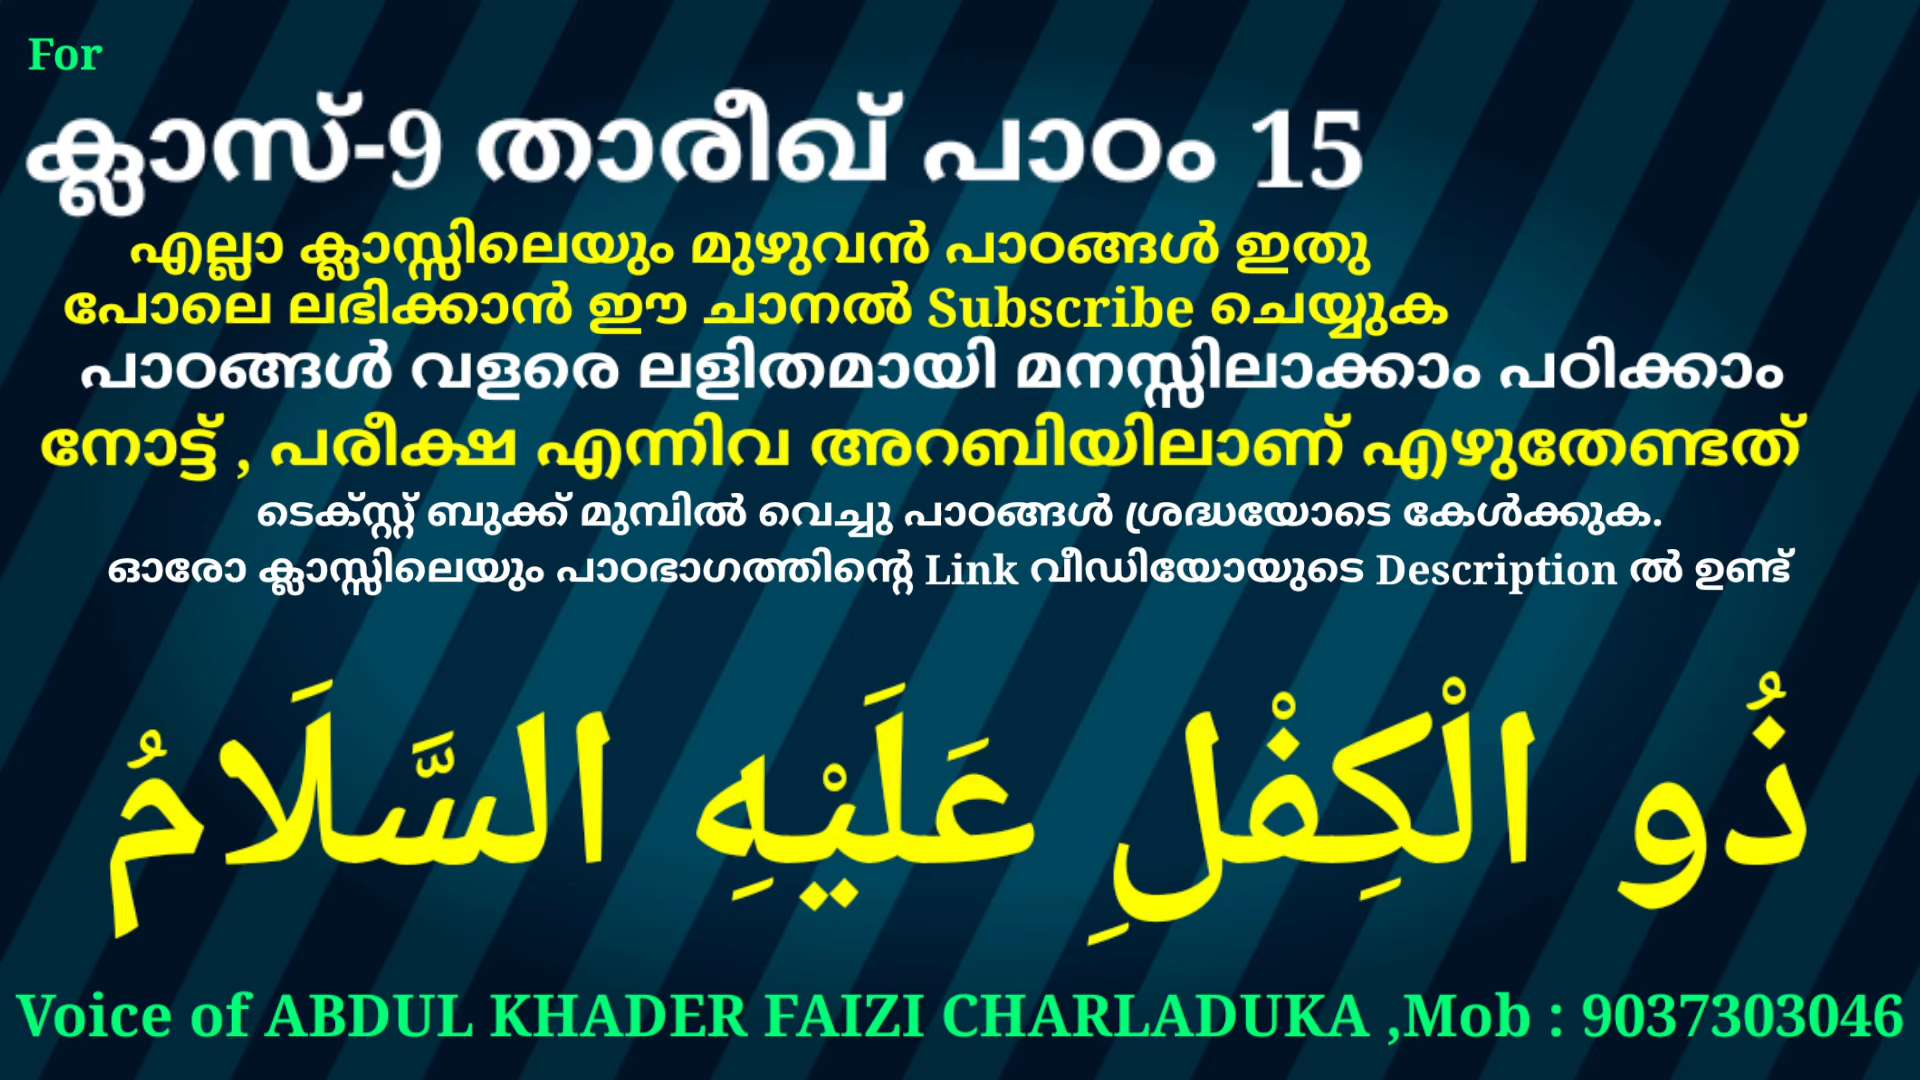 For
ക്ലാസ്-9 താരീഖ് പാഠം 15
എല്ലാ ക്ലാസ്സിലെയും മുഴുവൻ പാഠങ്ങൾ ഇതു
പോലെ ലഭിക്കാൻ ഈ ചാനൽ Subscribe ചെയ്യുക
പാഠങ്ങൾ വളരെ ലളിതമായി മനസ്സിലാക്കാം പഠിക്കാം
നോട്ട് , പരീക്ഷ എന്നിവ അറബിയിലാണ് എഴുതേണ്ടത്
ടെക്സ്റ്റ് ബുക്ക് മുമ്പിൽ വെച്ചു പാഠങ്ങൾ ശ്രദ്ധയോടെ കേൾക്കുക.
ഓരോ ക്ലാസ്സിലെയും പാഠഭാഗത്തിന്റെ Link വീഡിയോയുടെ Description ൽ ഉണ്ട്
ذُو الْكِفْلِ عَلَيْهِ السَّلَامُ
Voice of ABDUL KHADER FAIZI CHARLADUKA ,Mob : 9037303046